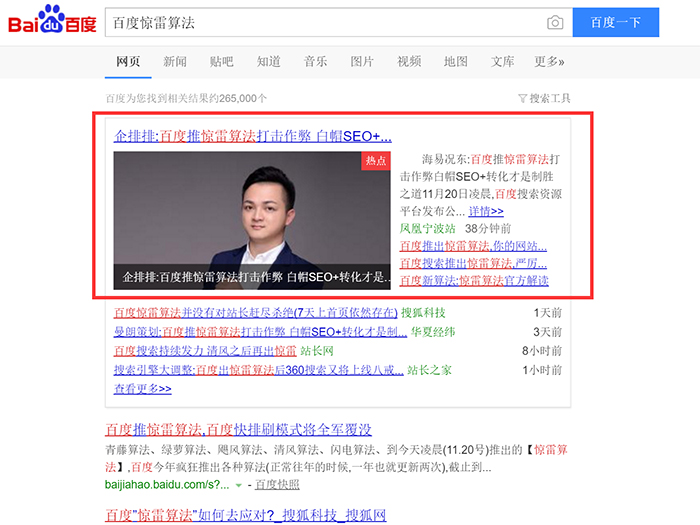 Bai du 百度
百度惊雷算法
百度一下
网页 新闻 贴吧 知道 音乐 图片 视频 地图 文库 更多»
百度为您找到相关结果约265,000个
搜索工具
企排排:百度推惊雷算法打击作弊 白帽SEO+...
热点
企排排:百度推惊雷算法打击作弊 白帽SEO+转化才是...
海易况东:百度推惊雷算法打
击作弊白帽SEO+转化才是制胜
之道11月20日凌晨,百度搜索资源
平台发布公... 详情>>
凤凰宁波站 38分钟前
百度推出惊雷算法,你的网站...
百度搜索推出惊雷算法,严厉...
百度新算法:惊雷算法官方解读
百度惊雷算法并没有对站长赶尽杀绝(7天上首页依然存在) 搜狐科技 1天前
曼朗策划:百度推惊雷算法打击作弊 白帽SEO+转化才是制... 华夏经纬 3天前
百度搜索持续发力 清风之后再出惊雷 站长网 8小时前
搜索引擎大调整:百度出惊雷算法后360搜索又将上线八戒... 站长之家 1小时前
查看更多>>
百度推惊雷算法,百度快排刷模式将全军覆没
青藤算法、绿萝算法、飓风算法、清风算法、闪电算法、到今天凌晨(11.20号)推出的【惊雷算
法】,百度今年疯狂推出各种算法(正常往年的时候,一年也就更新两次),截止到...
baijiahao.baidu.com/s?... - 百度快照
百度"惊雷算法"如何去应对?_搜狐科技_搜狐网